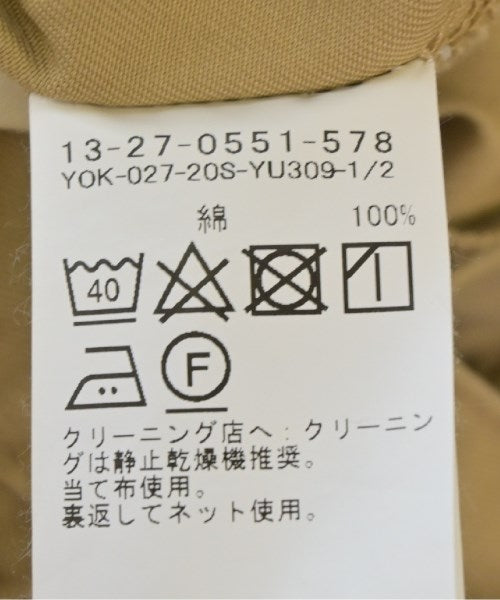 13-27-0551-578
YOK-027-20S-YU309-1/2
綿 100%
40
F
クリーニング店へ:クリーニン
グは静止乾燥機推奨。
当て布使用。
裏返してネット使用。